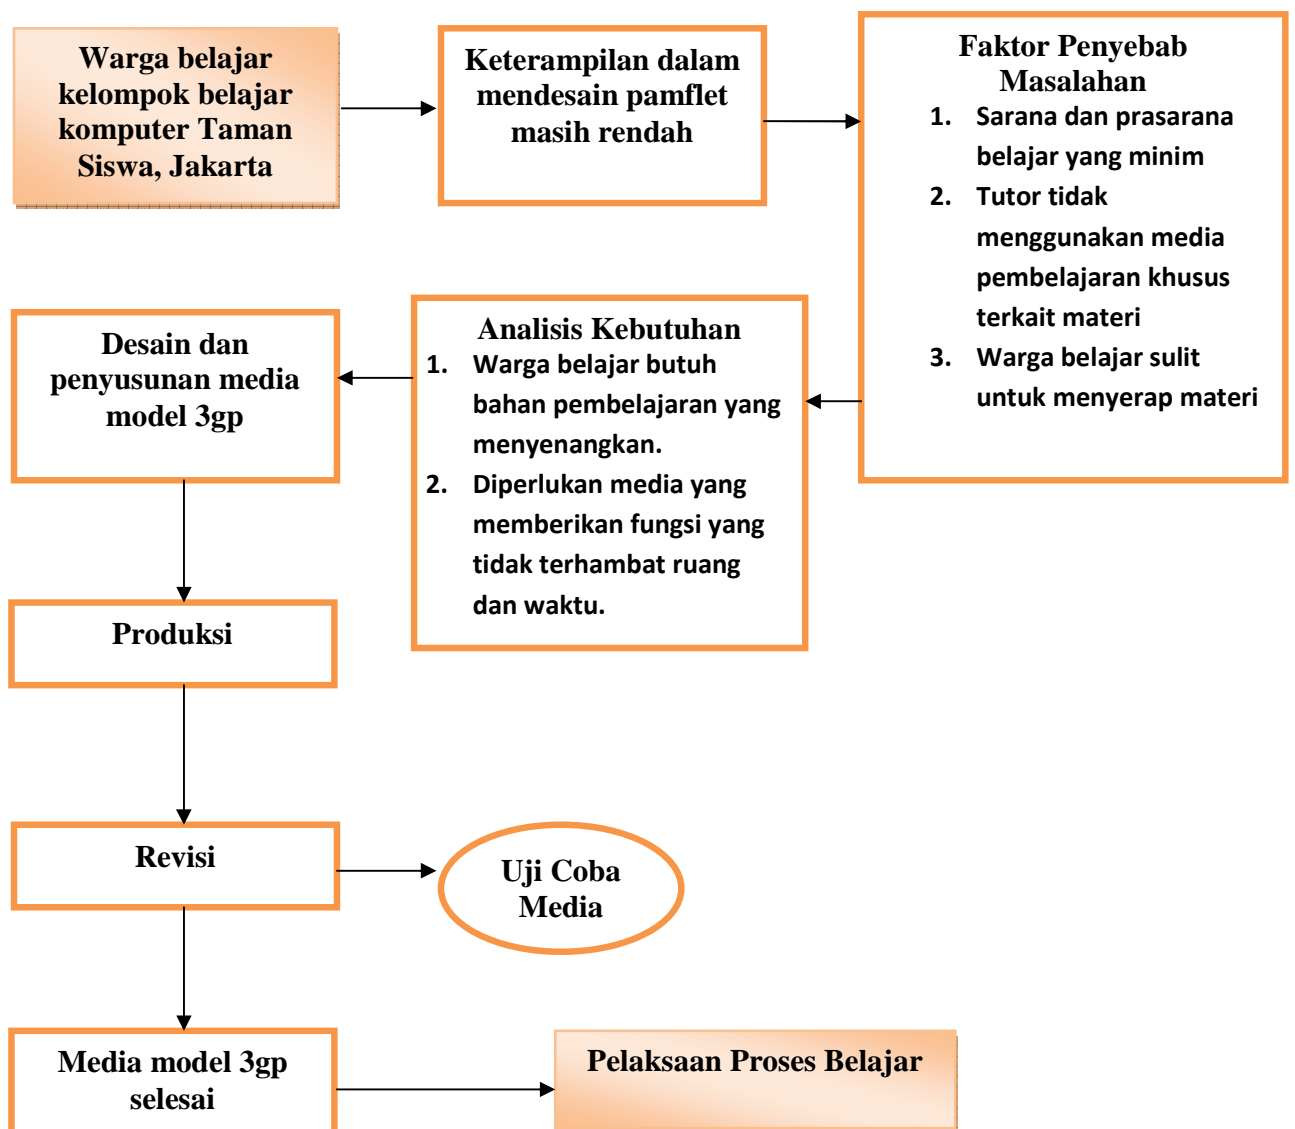 Warga belajar
kelompok belajar
komputer Taman
Siswa, Jakarta
Keterampilan dalam
mendesain pamflet
masih rendah
Faktor Penyebab
Masalahan
1. Sarana dan prasarana
belajar yang minim
2. Tutor tidak
menggunakan media
pembelajaran khusus
terkait materi
3. Warga belajar sulit
untuk menyerap materi
Analisis Kebutuhan
1. Warga belajar butuh
bahan pembelajaran yang
menyenangkan.
2. Diperlukan media yang
memberikan fungsi yang
tidak terhambat ruang
dan waktu.
Desain dan
penyusunan media
model 3gp
Produksi
Revisi
Uji Coba
Media
Media model 3gp
selesai
Pelaksaan Proses Belajar